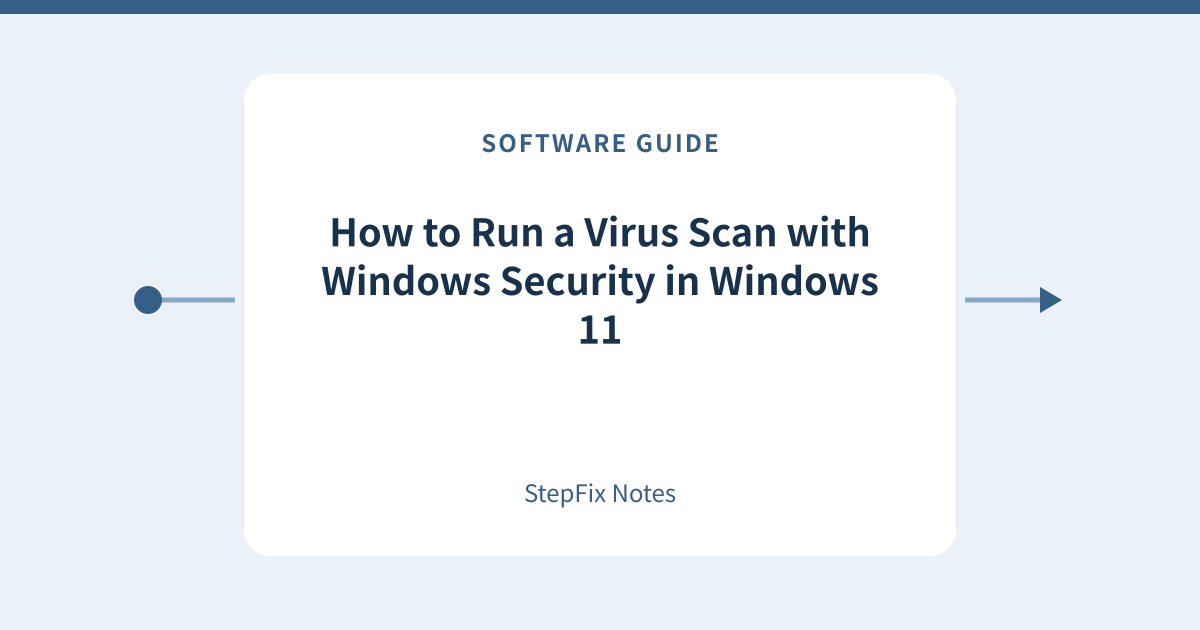 SOFTWARE GUIDE
How to Run a Virus Scan with
Windows Security in Windows
11
StepFix Notes